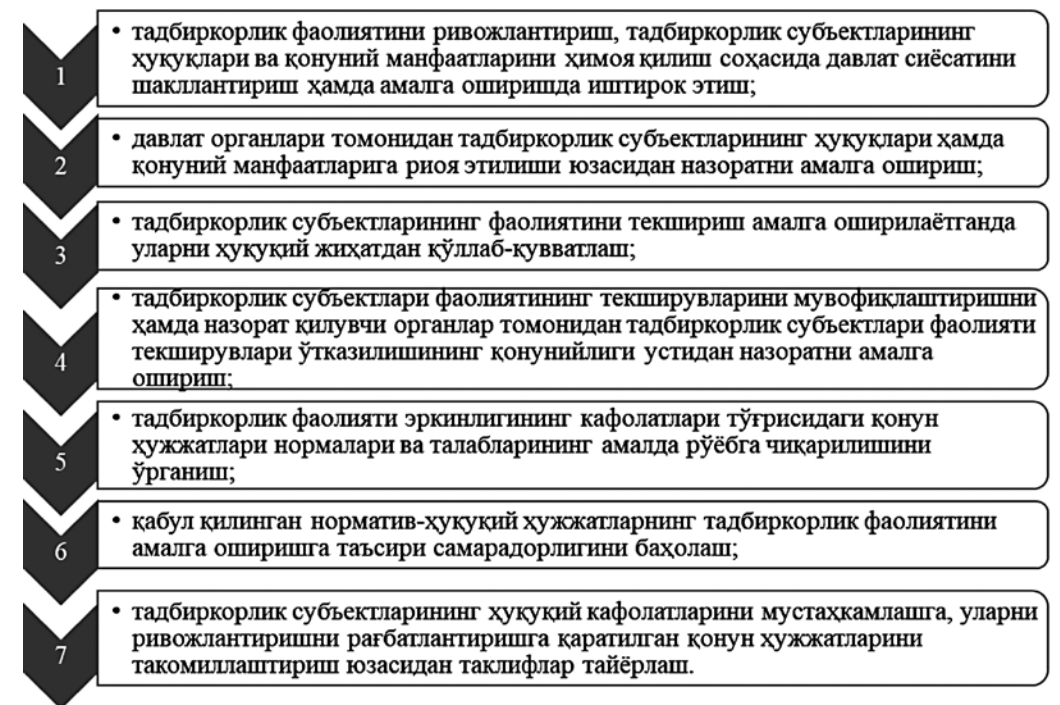 1
• тадбиркорлик фаолиятини ривожлантириш, тадбиркорлик субъектларининг
ҳуқуқлари ва қонуний манфаатларини ҳимоя қилиш соҳасида давлат сиёсатини
шакллантириш ҳамда амалга оширишда иштирок этиш;
2
• давлат органлари томонидан тадбиркорлик субъектларининг ҳуқуқлари ҳамда
қонуний манфаатларига риоя этилиши юзасидан назоратни амалга ошириш;
3
• тадбиркорлик субъектларининг фаолиятини текшириш амалга оширилаётганда
уларни ҳуқуқий жиҳатдан қўллаб-қувватлаш;
4
• тадбиркорлик субъектлари фаолиятининг текширувларини мувофиқлаштиришни
ҳамда назорат қилувчи органлар томонидан тадбиркорлик субъектлари фаолияти
текширувлари ўтказилишининг қонунийлиги устидан назоратни амалга
ошириш;
5
• тадбиркорлик фаолияти эркинлигининг кафолатлари тўғрисидаги қонун
ҳужжатлари нормалари ва талабларининг амалда рўёбга чиқарилишини
ўрганиш;
6
• қабул қилинган норматив-ҳуқуқий ҳужжатларнинг тадбиркорлик фаолиятини
амалга оширишга таъсири самарадорлигини баҳолаш;
7
• тадбиркорлик субъектларининг ҳуқуқий кафолатларини мустаҳкамлашга, уларни
ривожлантиришни рағбатлантиришга қаратилган қонун ҳужжатларини
такомиллаштириш юзасидан таклифлар тайёрлаш.